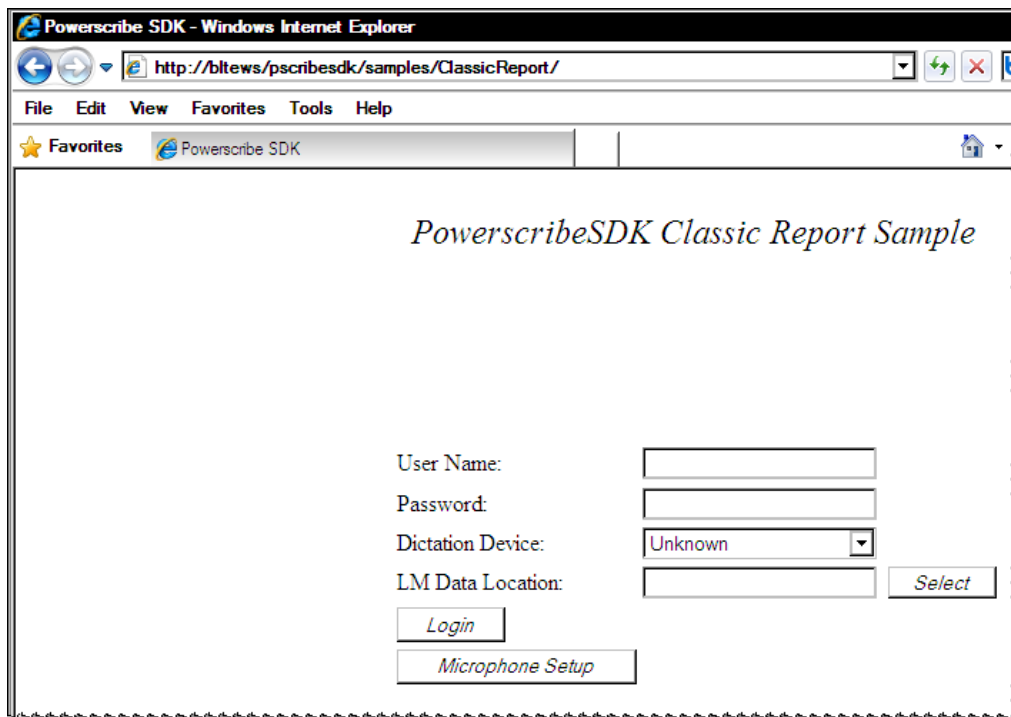 Powerscribe SDK - Windows Internet Explorer
http://bltews/pscribesdk/samples/ClassicReport/
File Edit View Favorites Tools Help
Favorites Powerscribe SDK
PowerscribeSDK Classic Report Sample
User Name:
Password:
Dictation Device: Unknown
LM Data Location: Select
Login
Microphone Setup